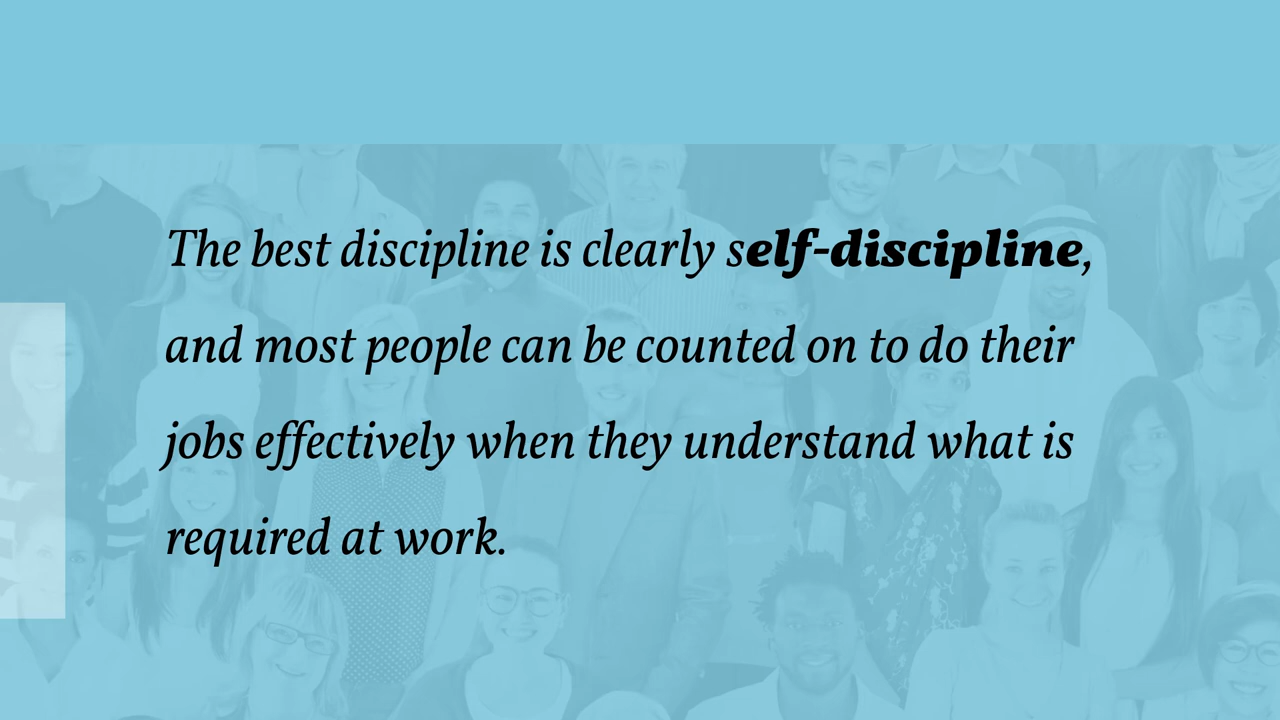 The best discipline is clearly self-discipline,
and most people can be counted on to do their
jobs effectively when they understand what is
required at work.